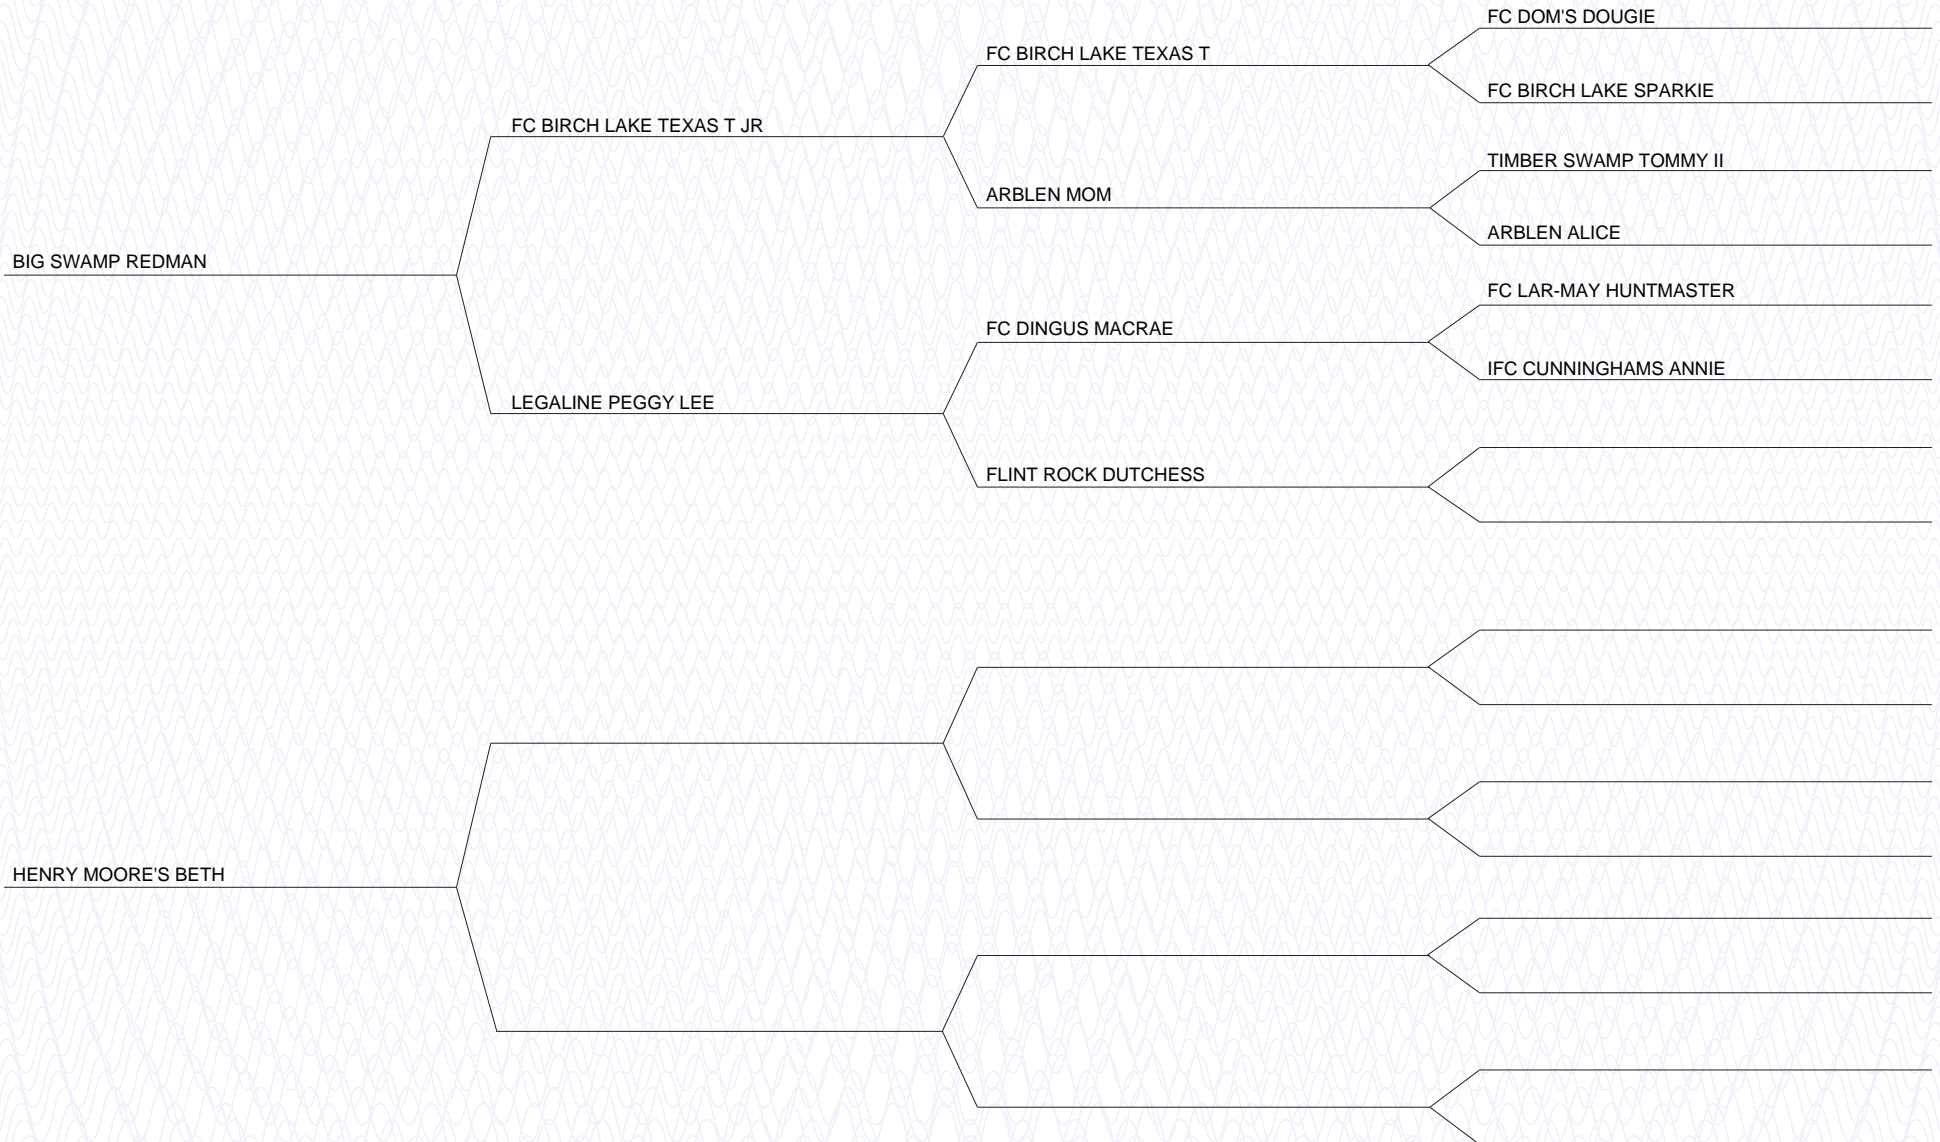 FC DOM'S DOUGIE
FC BIRCH LAKE TEXAS T
FC BIRCH LAKE SPARKIE
FC BIRCH LAKE TEXAS T JR
TIMBER SWAMP TOMMY II
ARBLEN MOM
ARBLEN ALICE
BIG SWAMP REDMAN
FC LAR-MAY HUNTMASTER
FC DINGUS MACRAE
IFC CUNNINGHAMS ANNIE
LEGALINE PEGGY LEE
FLINT ROCK DUTCHESS
HENRY MOORE'S BETH